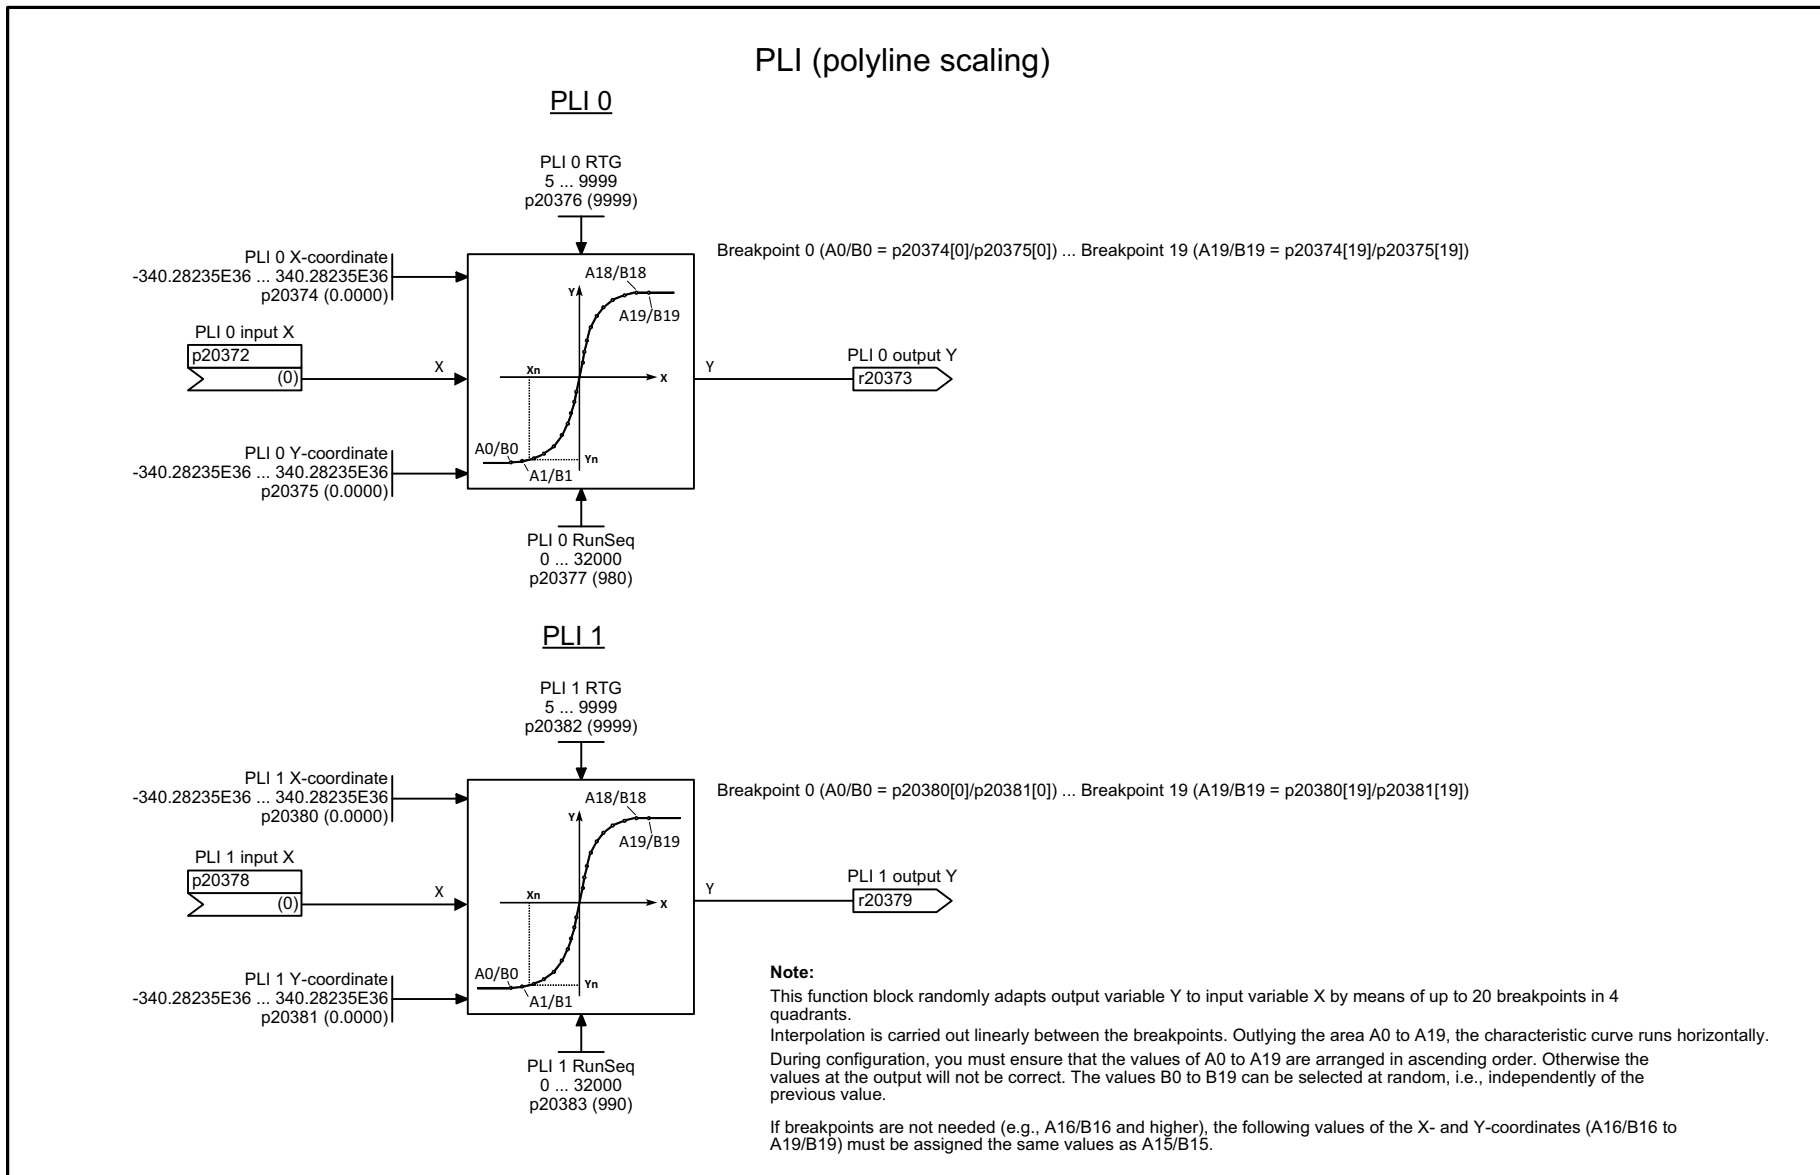 PLI (polyline scaling)
PLI 0
PLI 0 RTG
5 ... 9999
p20376 (9999)
PLI 0 X-coordinate
-340.28235E36 ... 340.28235E36
p20374 (0.0000)
Breakpoint 0 (A0/B0 = p20374[0]/p20375[0]) ... Breakpoint 19 (A19/B19 = p20374[19]/p20375[19])
A18/B18
Y
A19/B19
PLI 0 input X
p20372
(0)
X
Xn
X
Y
PLI 0 output Y
r20373
PLI 0 Y-coordinate
-340.28235E36 ... 340.28235E36
p20375 (0.0000)
A0/B0
Yn
A1/B1
PLI 0 RunSeq
0 ... 32000
p20377 (980)
PLI 1
PLI 1 RTG
5 ... 9999
p20382 (9999)
PLI 1 X-coordinate
-340.28235E36 ... 340.28235E36
p20380 (0.0000)
Breakpoint 0 (A0/B0 = p20380[0]/p20381[0]) ... Breakpoint 19 (A19/B19 = p20380[19]/p20381[19])
A18/B18
Y
A19/B19
PLI 1 input X
p20378
(0)
X
Xn
X
Y
PLI 1 output Y
r20379
PLI 1 Y-coordinate
-340.28235E36 ... 340.28235E36
p20381 (0.0000)
A0/B0
Yn
A1/B1
PLI 1 RunSeq
0 ... 32000
p20383 (990)
Note:
This function block randomly adapts output variable Y to input variable X by means of up to 20 breakpoints in 4
quadrants.
Interpolation is carried out linearly between the breakpoints. Outlying the area A0 to A19, the characteristic curve runs horizontally.
During configuration, you must ensure that the values of A0 to A19 are arranged in ascending order. Otherwise the
values at the output will not be correct. The values B0 to B19 can be selected at random, i.e., independently of the
previous value.
If breakpoints are not needed (e.g., A16/B16 and higher), the following values of the X- and Y-coordinates (A16/B16 to
A19/B19) must be assigned the same values as A15/B15.